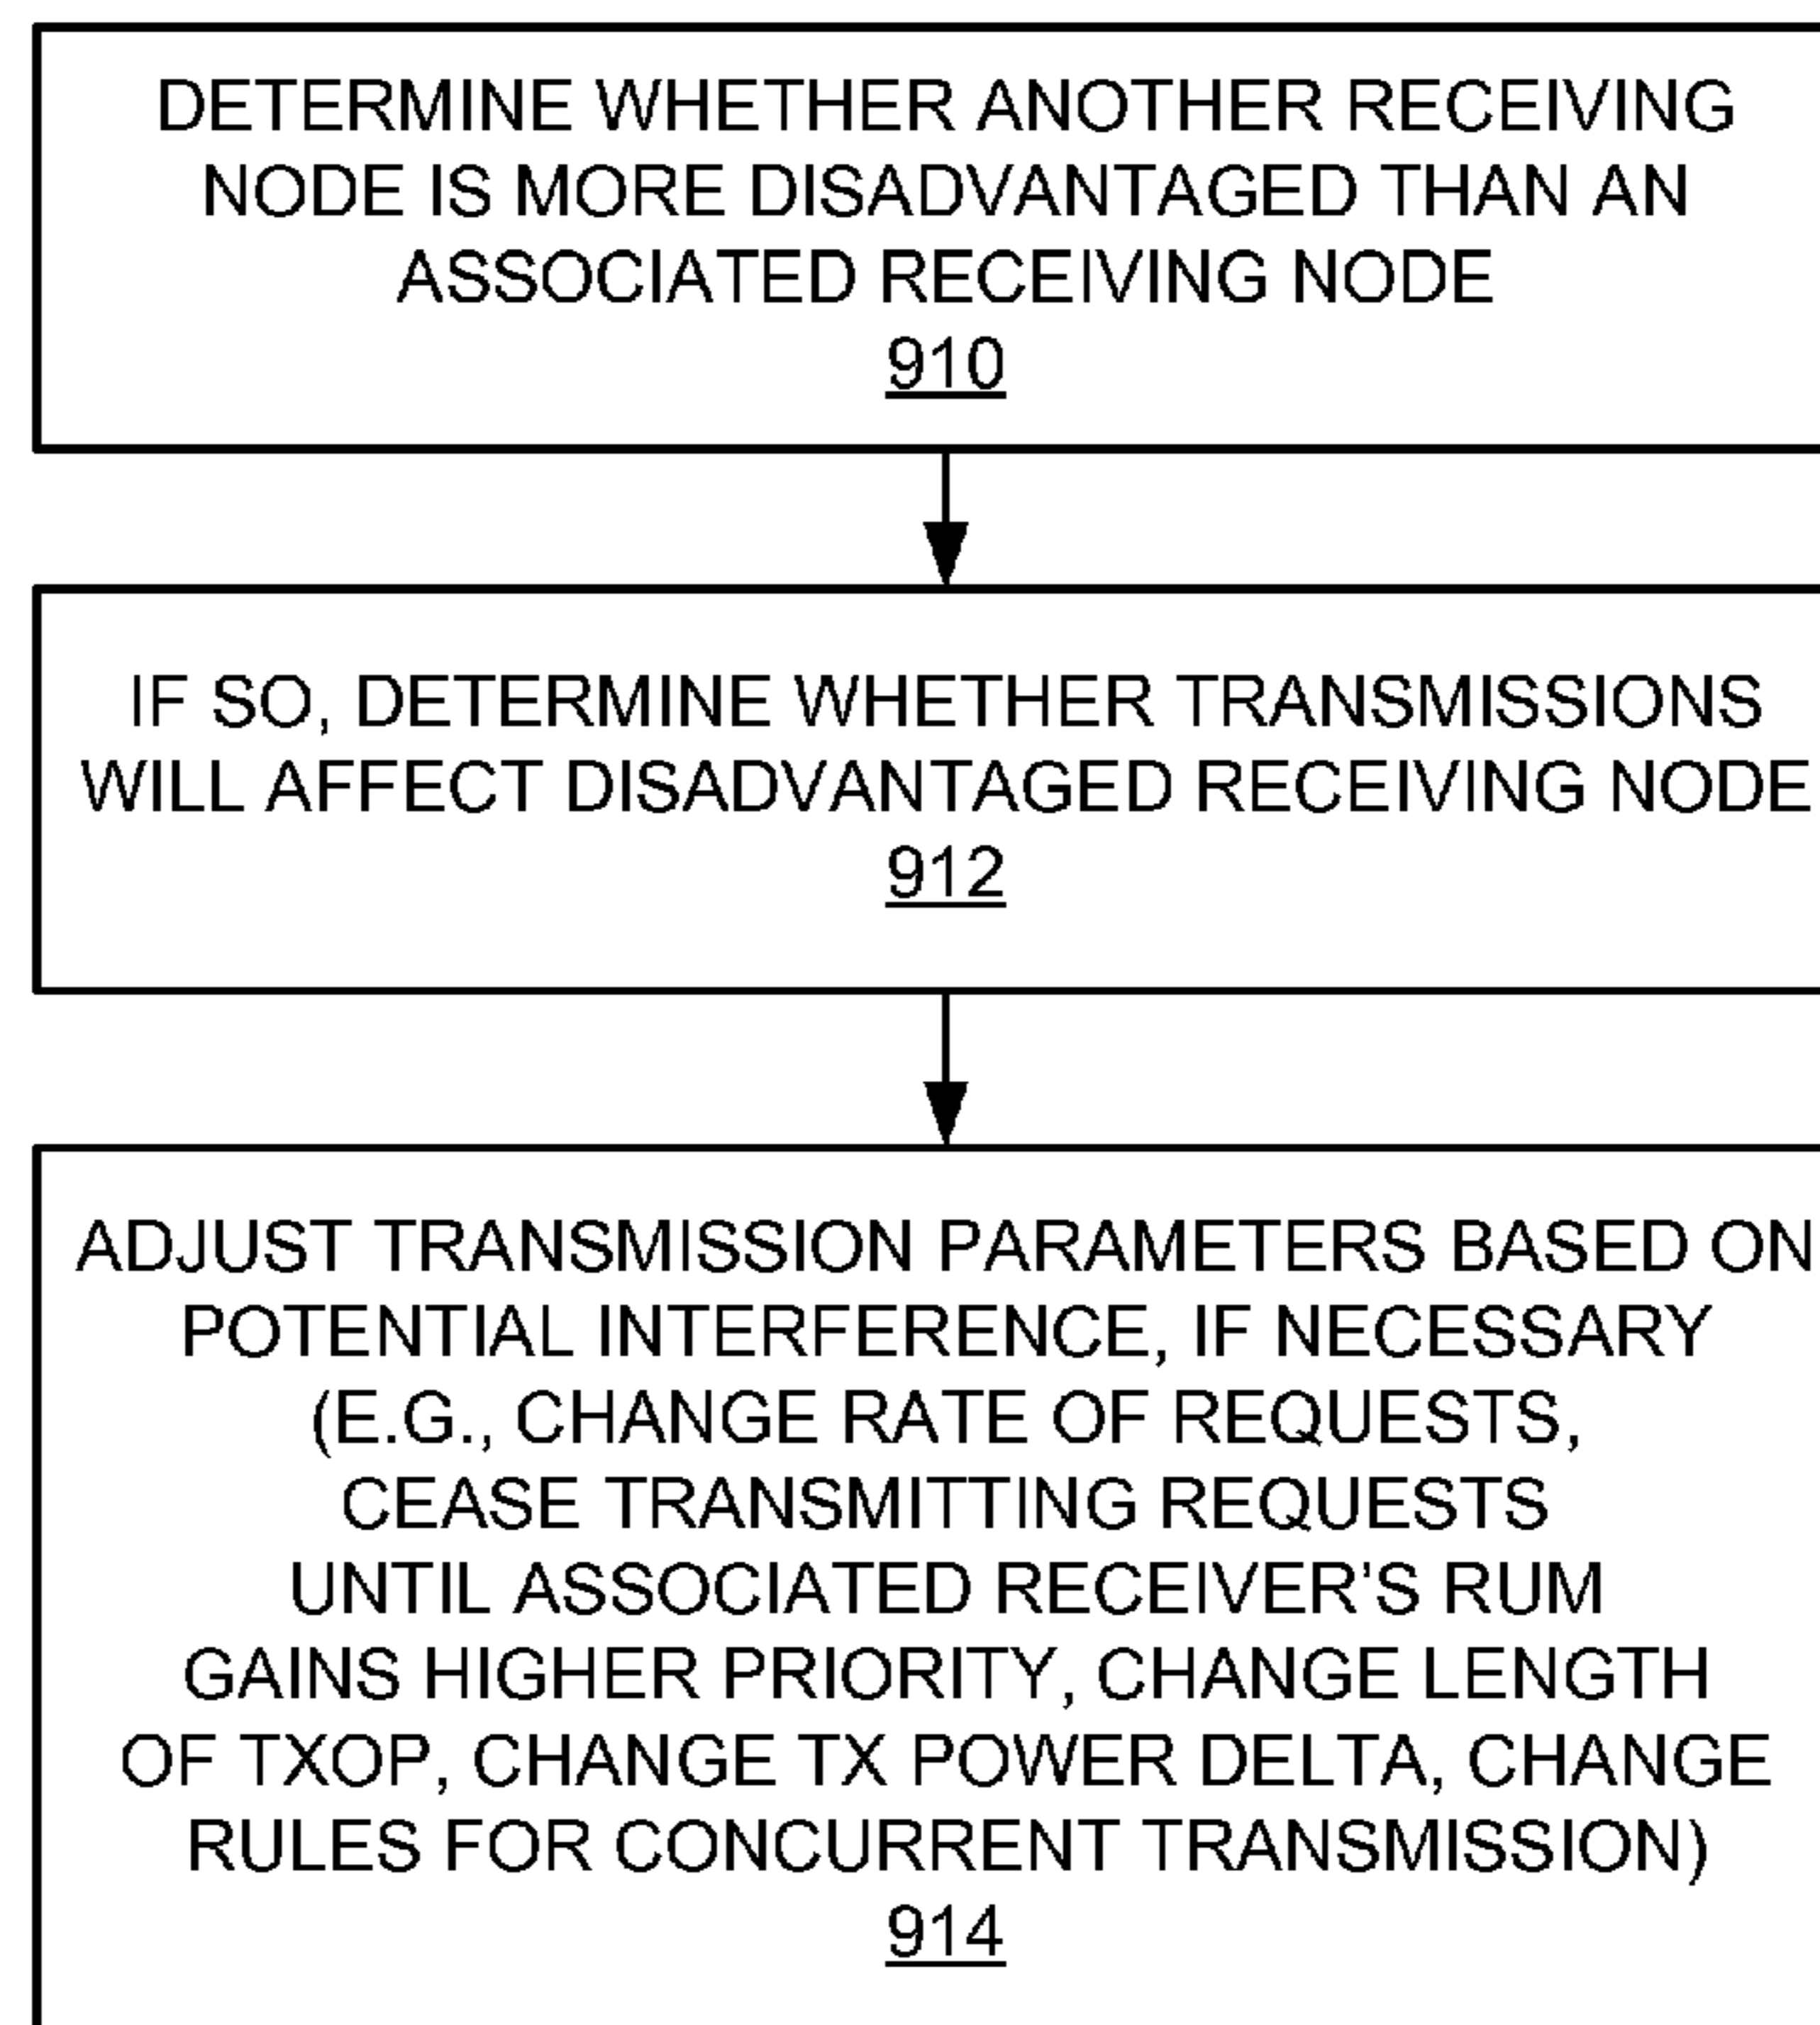 DETERMINE WHETHER ANOTHER RECEIVING
NODE IS MORE DISADVANTAGED THAN AN
ASSOCIATED RECEIVING NODE
910
IF SO, DETERMINE WHETHER TRANSMISSIONS
WILL AFFECT DISADVANTAGED RECEIVING NODE
912
ADJUST TRANSMISSION PARAMETERS BASED ON
POTENTIAL INTERFERENCE, IF NECESSARY
(E.G., CHANGE RATE OF REQUESTS,
CEASE TRANSMITTING REQUESTS
UNTIL ASSOCIATED RECEIVER'S RUM
GAINS HIGHER PRIORITY, CHANGE LENGTH
OF TXOP, CHANGE TX POWER DELTA, CHANGE
RULES FOR CONCURRENT TRANSMISSION)
914